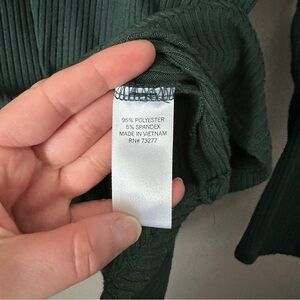 95% POLYESTER
5% SPANDEX
MADE IN VIETNAM
RN# 73277